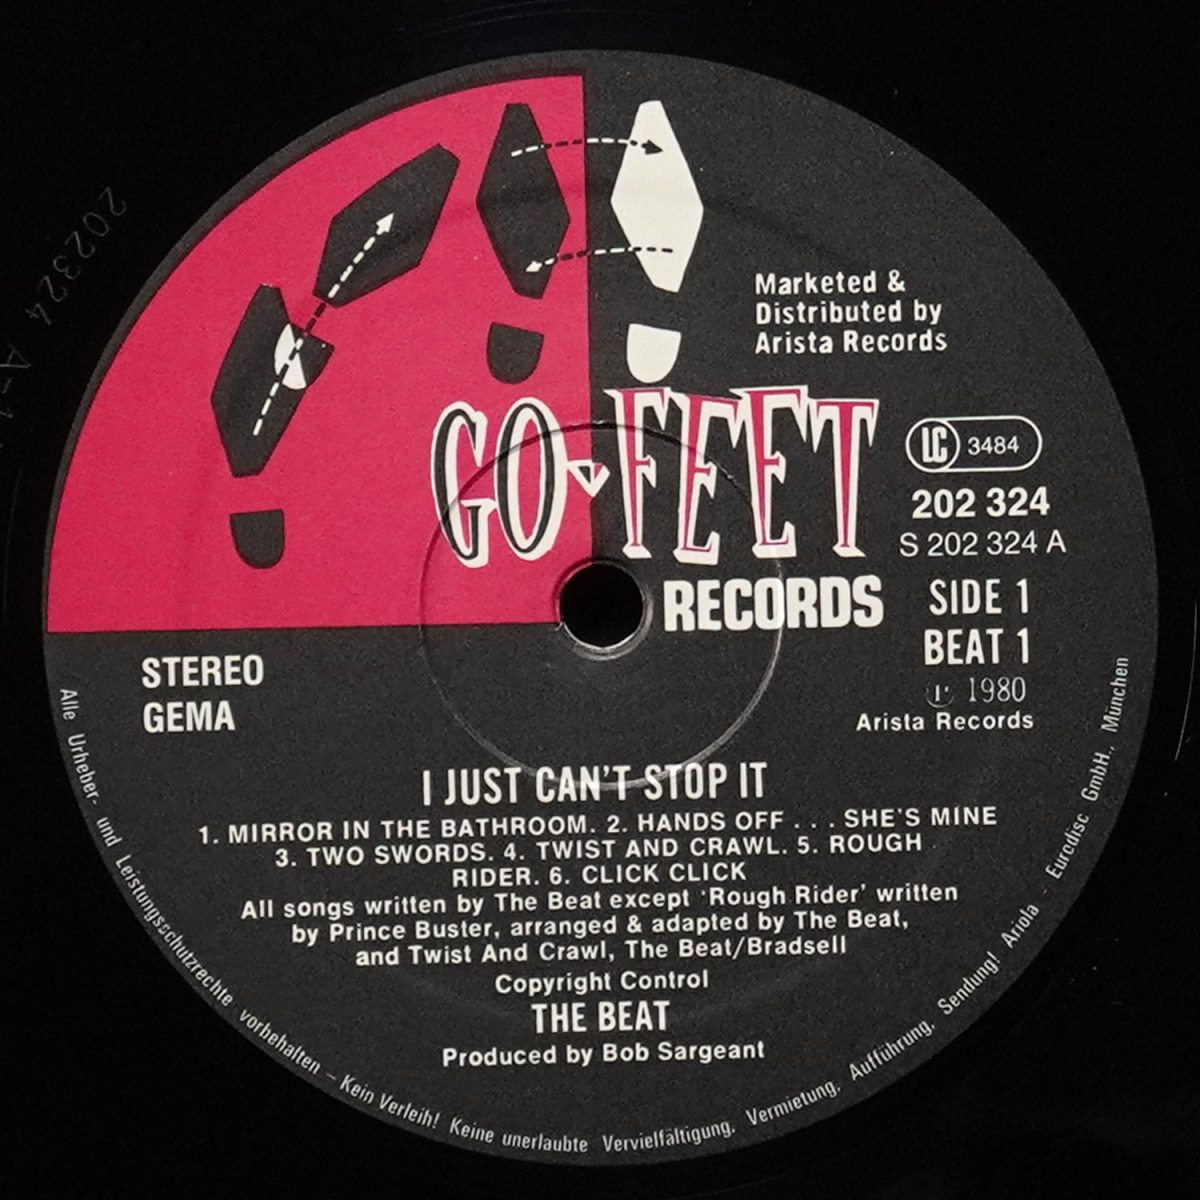 Marketed &
Distributed by
Arista Records
GO-FEET
RECORDS
LC 3484
202 324
S 202 324 A
SIDE 1
BEAT 1
℗ 1980
Arista Records
STEREO
GEMA
I JUST CAN'T STOP IT
1. MIRROR IN THE BATHROOM. 2. HANDS OFF . . . SHE'S MINE
3. TWO SWORDS. 4. TWIST AND CRAWL. 5. ROUGH
RIDER. 6. CLICK CLICK
All songs written by The Beat except 'Rough Rider' written
by Prince Buster, arranged & adapted by The Beat,
and Twist And Crawl, The Beat/Bradsell
Copyright Control
THE BEAT
Produced by Bob Sargeant
Alle Urheber- und Leistungsschutzrechte vorbehalten – Kein Verleih! Keine unerlaubte Vervielfältigung, Vermietung, Aufführung, Sendung! Ariola - Eurodisc GmbH., München
202324 A-1